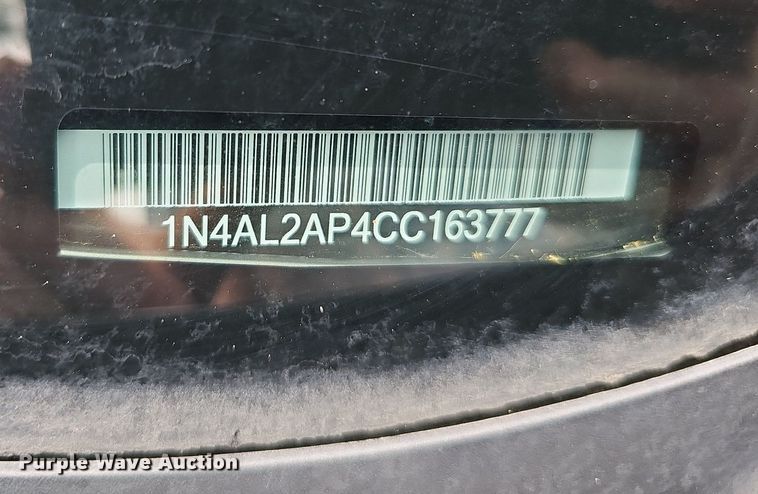 1N4AL2AP4CC163777
Purple Wave Auction